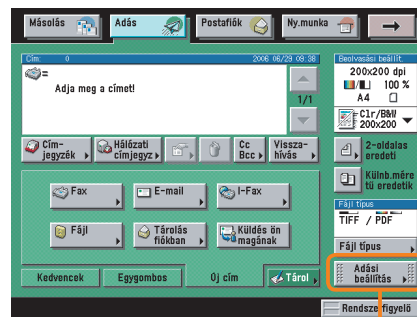 Másolás
Adás
Postafiók
Ny.munka
Cím: 0
2006 06/29 09:38
Adja meg a címet!
1/1
Cím-
jegyzék
Hálózati
címjegyz
Cc
Bcc
Vissza-
hívás
Fax
E-mail
I-Fax
Fájl
Tárolás
fiókban
Küldés ön
magának
Kedvencek
Egygombos
Új cím
Tárol
Beolvasási beállít.
200x200 dpi
100 %
A4
Clr/B&W
200×200
2-oldalas
eredeti
Különb.mére
tű eredetik
Fájl típus
TIFF / PDF
Fájl típus
Adási
beállítás
Rendszerfigyelő